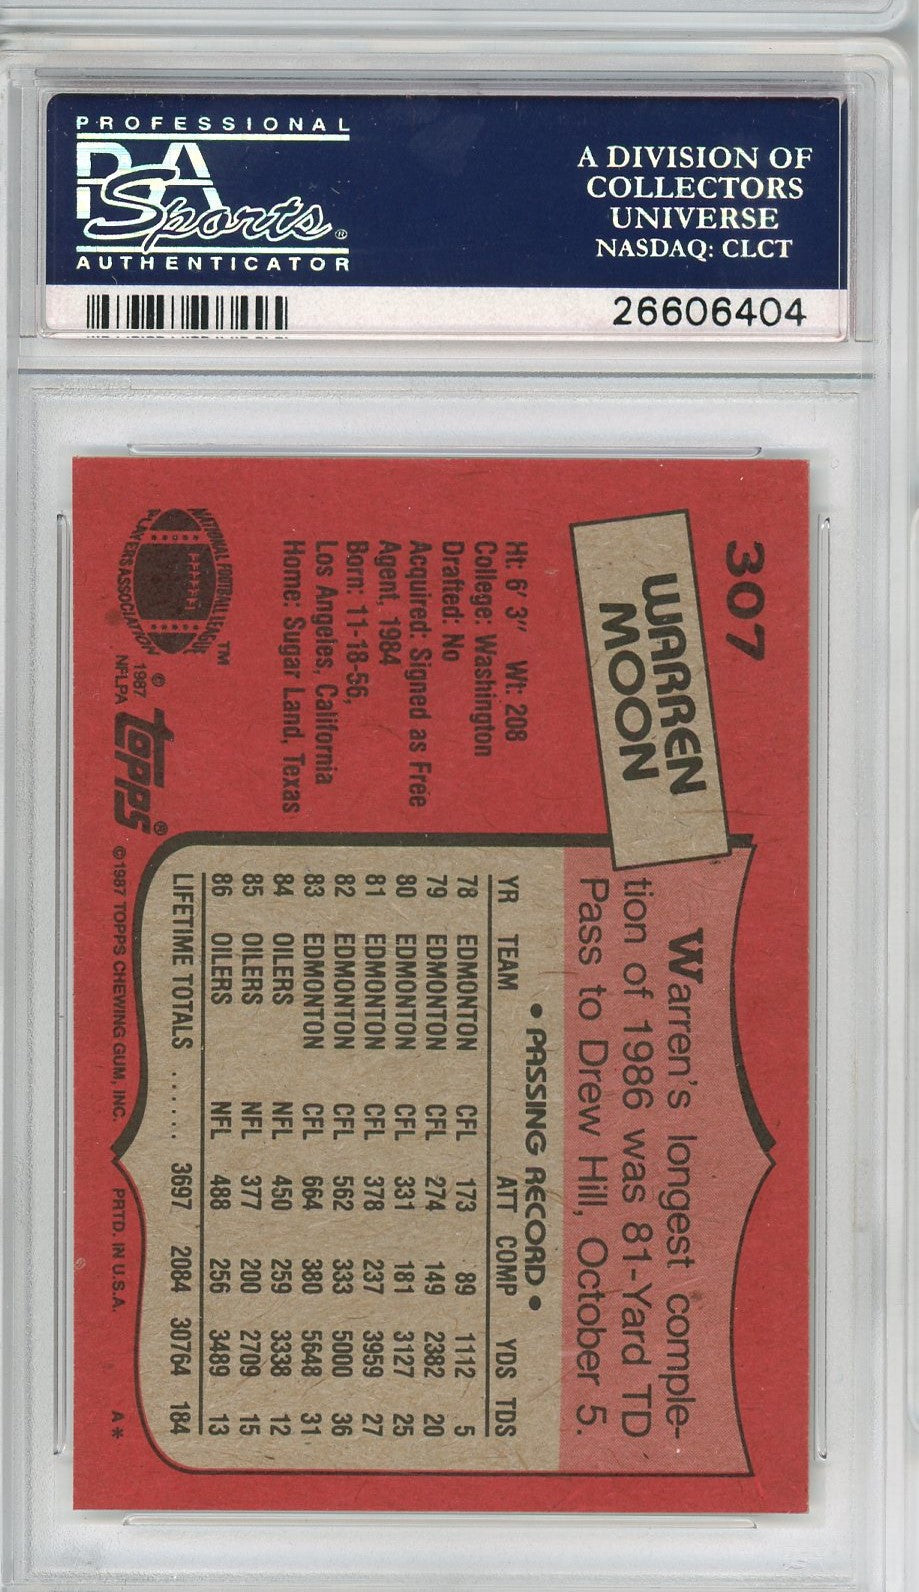 PROFESSIONAL
PSA
Sports®
AUTHENTICATOR
A DIVISION OF
COLLECTORS
UNIVERSE
NASDAQ: CLCT
26606404
307
WARREN
MOON
Ht: 6' 3" Wt: 208
College: Washington
Drafted: No
Acquired: Signed as Free
Agent, 1984
Born: 11-18-56,
Los Angeles, California
Home: Sugar Land, Texas
NATIONAL FOOTBALL LEAGUE
PLAYERS ASSOCIATION
™
© 1987
NFLPA
topps®
Warren's longest comple-
tion of 1986 was 81-Yard TD
Pass to Drew Hill, October 5.
• PASSING RECORD •
YR TEAM ATT COMP YDS TDS
78 EDMONTON CFL 173 89 1112 5
79 EDMONTON CFL 274 149 2382 20
80 EDMONTON CFL 331 181 3127 25
81 EDMONTON CFL 378 237 3959 27
82 EDMONTON CFL 562 333 5000 36
83 EDMONTON CFL 664 380 5648 31
84 OILERS NFL 450 259 3338 12
85 OILERS NFL 377 200 2709 15
86 OILERS NFL 488 256 3489 13
LIFETIME TOTALS ...... 3697 2084 30764 184
©1987 TOPPS CHEWING GUM, INC. PRTD. IN U.S.A. A*